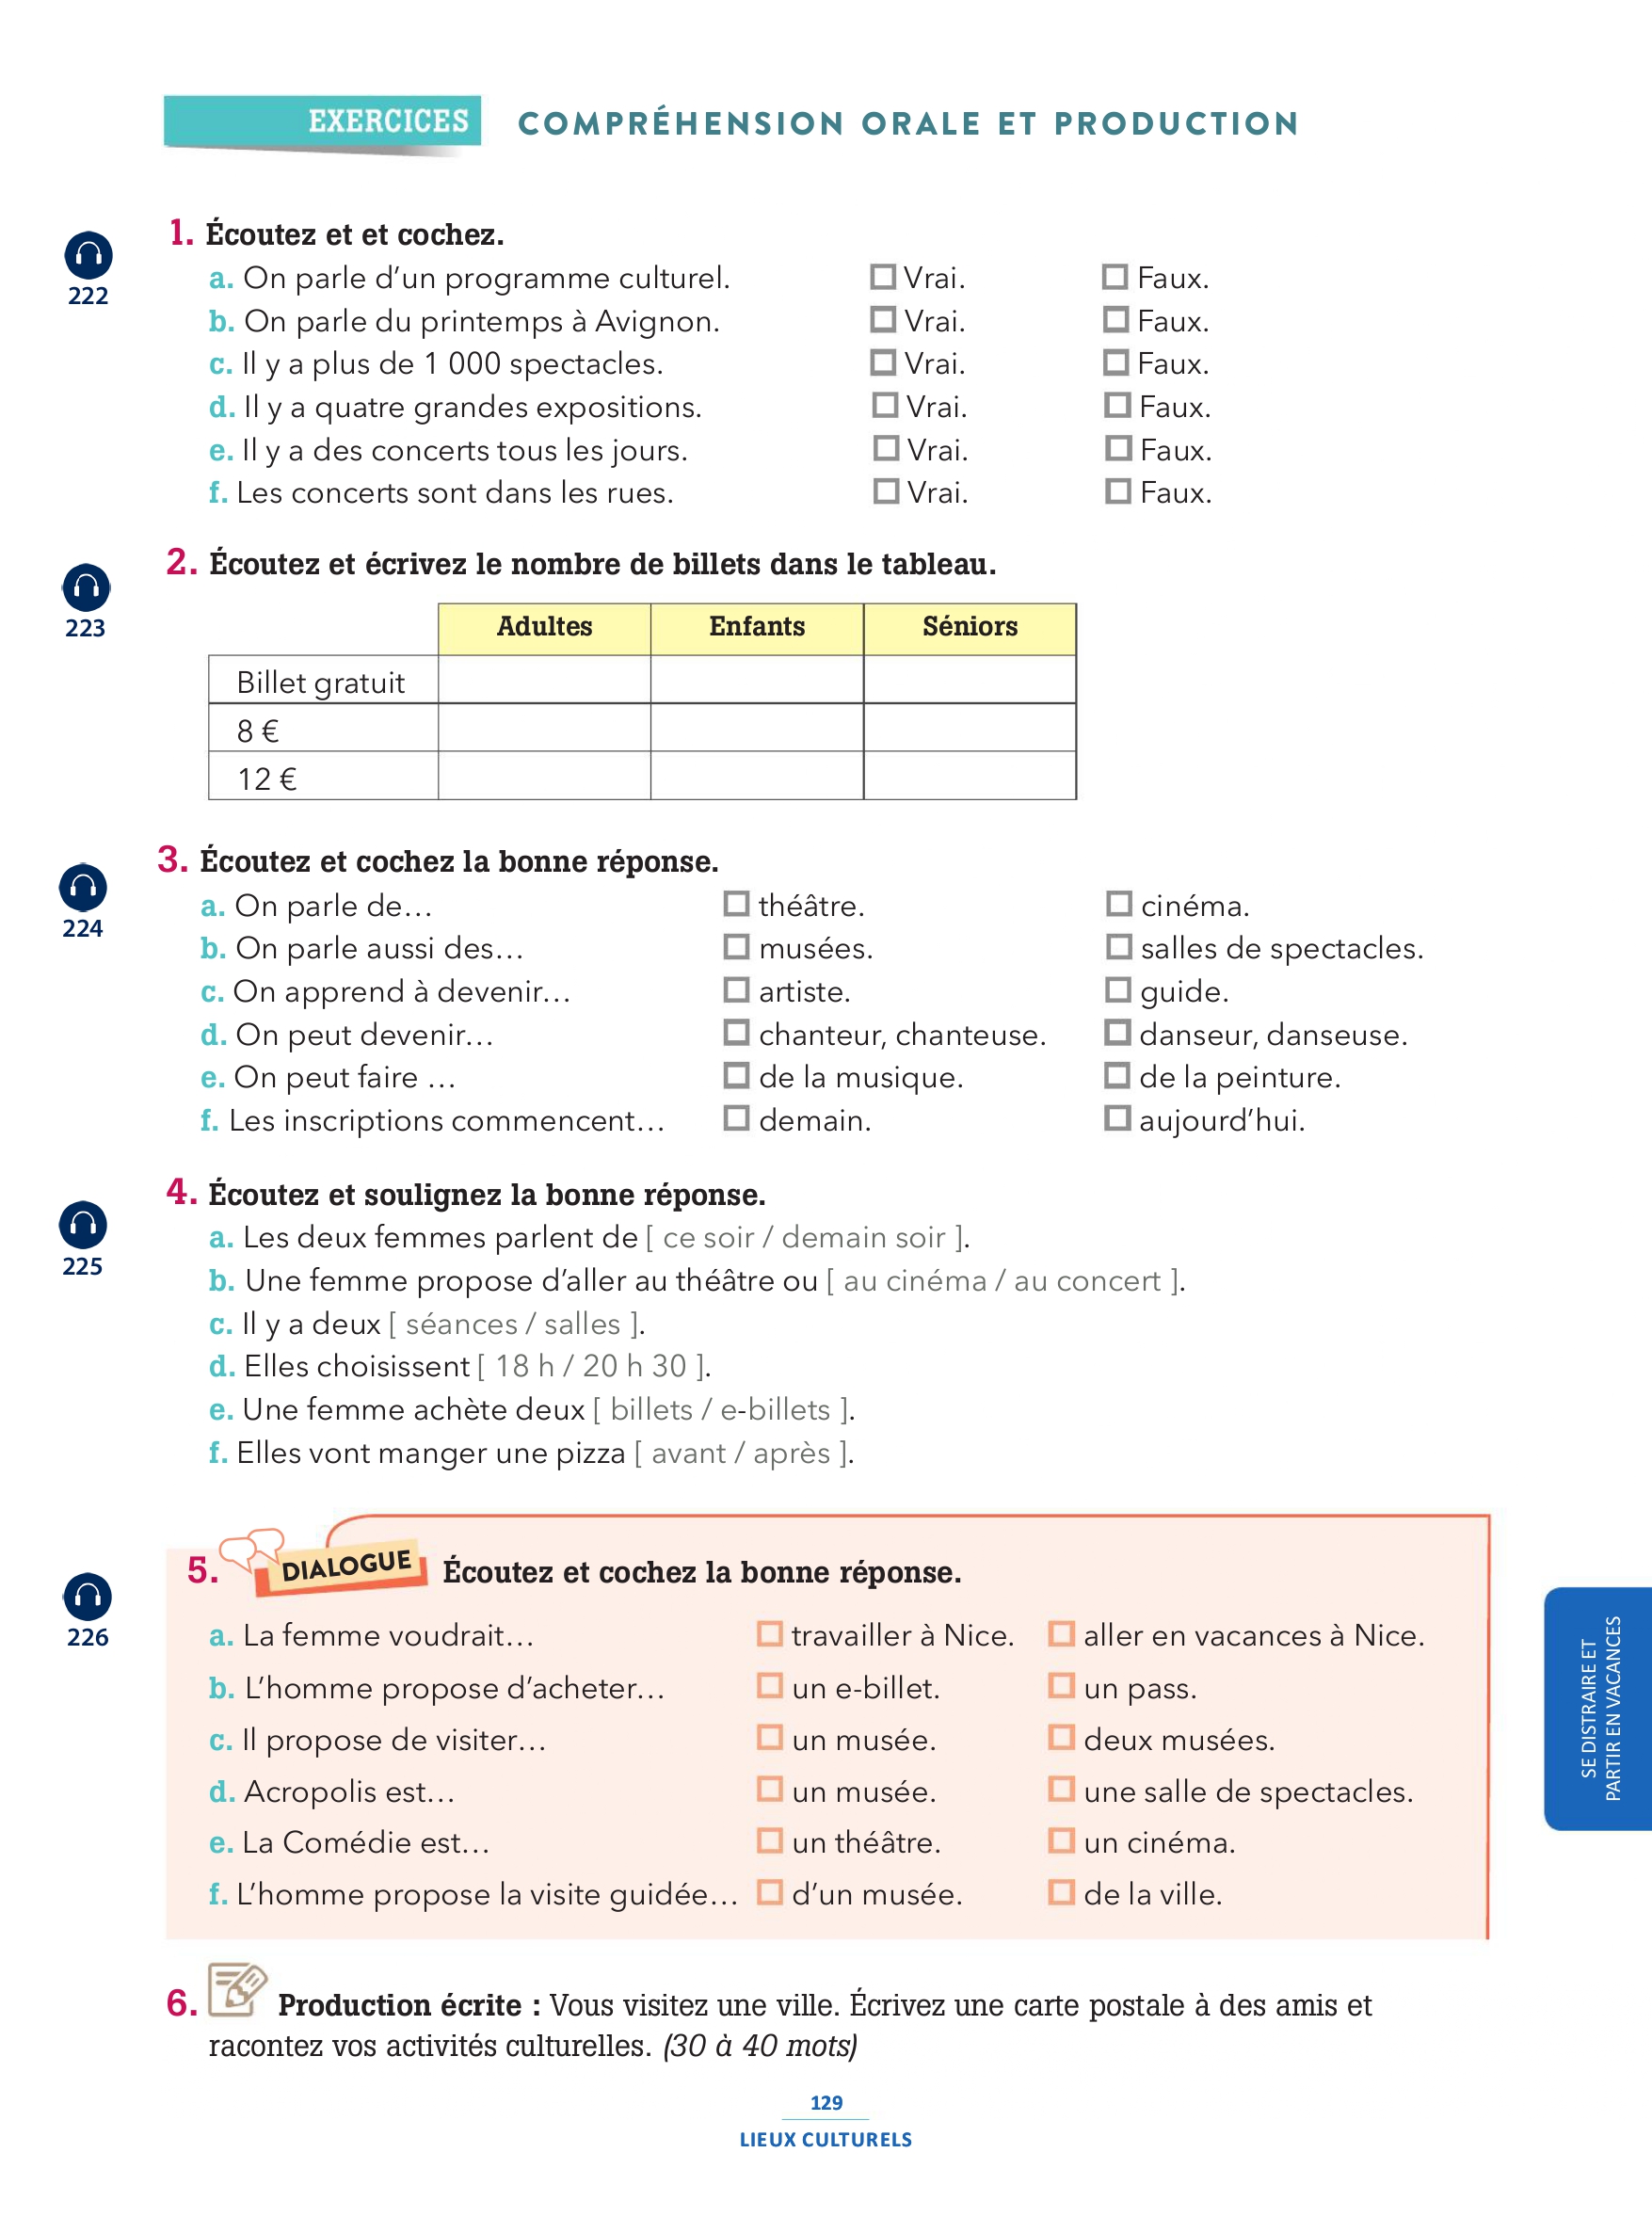 EXERCICES COMPRÉHENSION ORALE ET PRODUCTION
222
1. Écoutez et et cochez.
a. On parle d’un programme culturel. Vrai. Faux.
b. On parle du printemps à Avignon. Vrai. Faux.
c. Il y a plus de 1 000 spectacles. Vrai. Faux.
d. Il y a quatre grandes expositions. Vrai. Faux.
e. Il y a des concerts tous les jours. Vrai. Faux.
f. Les concerts sont dans les rues. Vrai. Faux.
223
2. Écoutez et écrivez le nombre de billets dans le tableau.
Adultes Enfants Séniors
Billet gratuit
8 €
12 €
224
3. Écoutez et cochez la bonne réponse.
a. On parle de… théâtre. cinéma.
b. On parle aussi des… musées. salles de spectacles.
c. On apprend à devenir… artiste. guide.
d. On peut devenir… chanteur, chanteuse. danseur, danseuse.
e. On peut faire … de la musique. de la peinture.
f. Les inscriptions commencent… demain. aujourd’hui.
225
4. Écoutez et soulignez la bonne réponse.
a. Les deux femmes parlent de [ ce soir / demain soir ].
b. Une femme propose d’aller au théâtre ou [ au cinéma / au concert ].
c. Il y a deux [ séances / salles ].
d. Elles choisissent [ 18 h / 20 h 30 ].
e. Une femme achète deux [ billets / e-billets ].
f. Elles vont manger une pizza [ avant / après ].
226
5. DIALOGUE Écoutez et cochez la bonne réponse.
a. La femme voudrait… travailler à Nice. aller en vacances à Nice.
b. L’homme propose d’acheter… un e-billet. un pass.
c. Il propose de visiter… un musée. deux musées.
d. Acropolis est… un musée. une salle de spectacles.
e. La Comédie est… un théâtre. un cinéma.
f. L’homme propose la visite guidée… d’un musée. de la ville.
SE DISTRAIRE ET
PARTIR EN VACANCES
6. Production écrite : Vous visitez une ville. Écrivez une carte postale à des amis et
racontez vos activités culturelles. (30 à 40 mots)
129
LIEUX CULTURELS